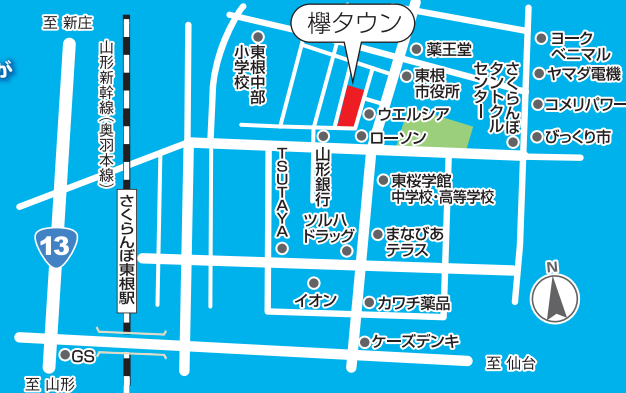 至 新庄
が
欅タウン
山形新幹線(奥羽本線)
東根中部
小学校
薬王堂
東根
市役所
ヨーク
ベニマル
ヤマダ電機
コメリパワー
びっくり市
さくらんぼ
タントクル
センター
ウエルシア
ローソン
TSUTAYA
山形銀行
東桜学館
中学校・高等学校
ツルハ
ドラッグ
まなびあ
テラス
さくらんぼ東根駅
13
イオン
カワチ薬品
N
ケーズデンキ
GS
至 山形
至 仙台